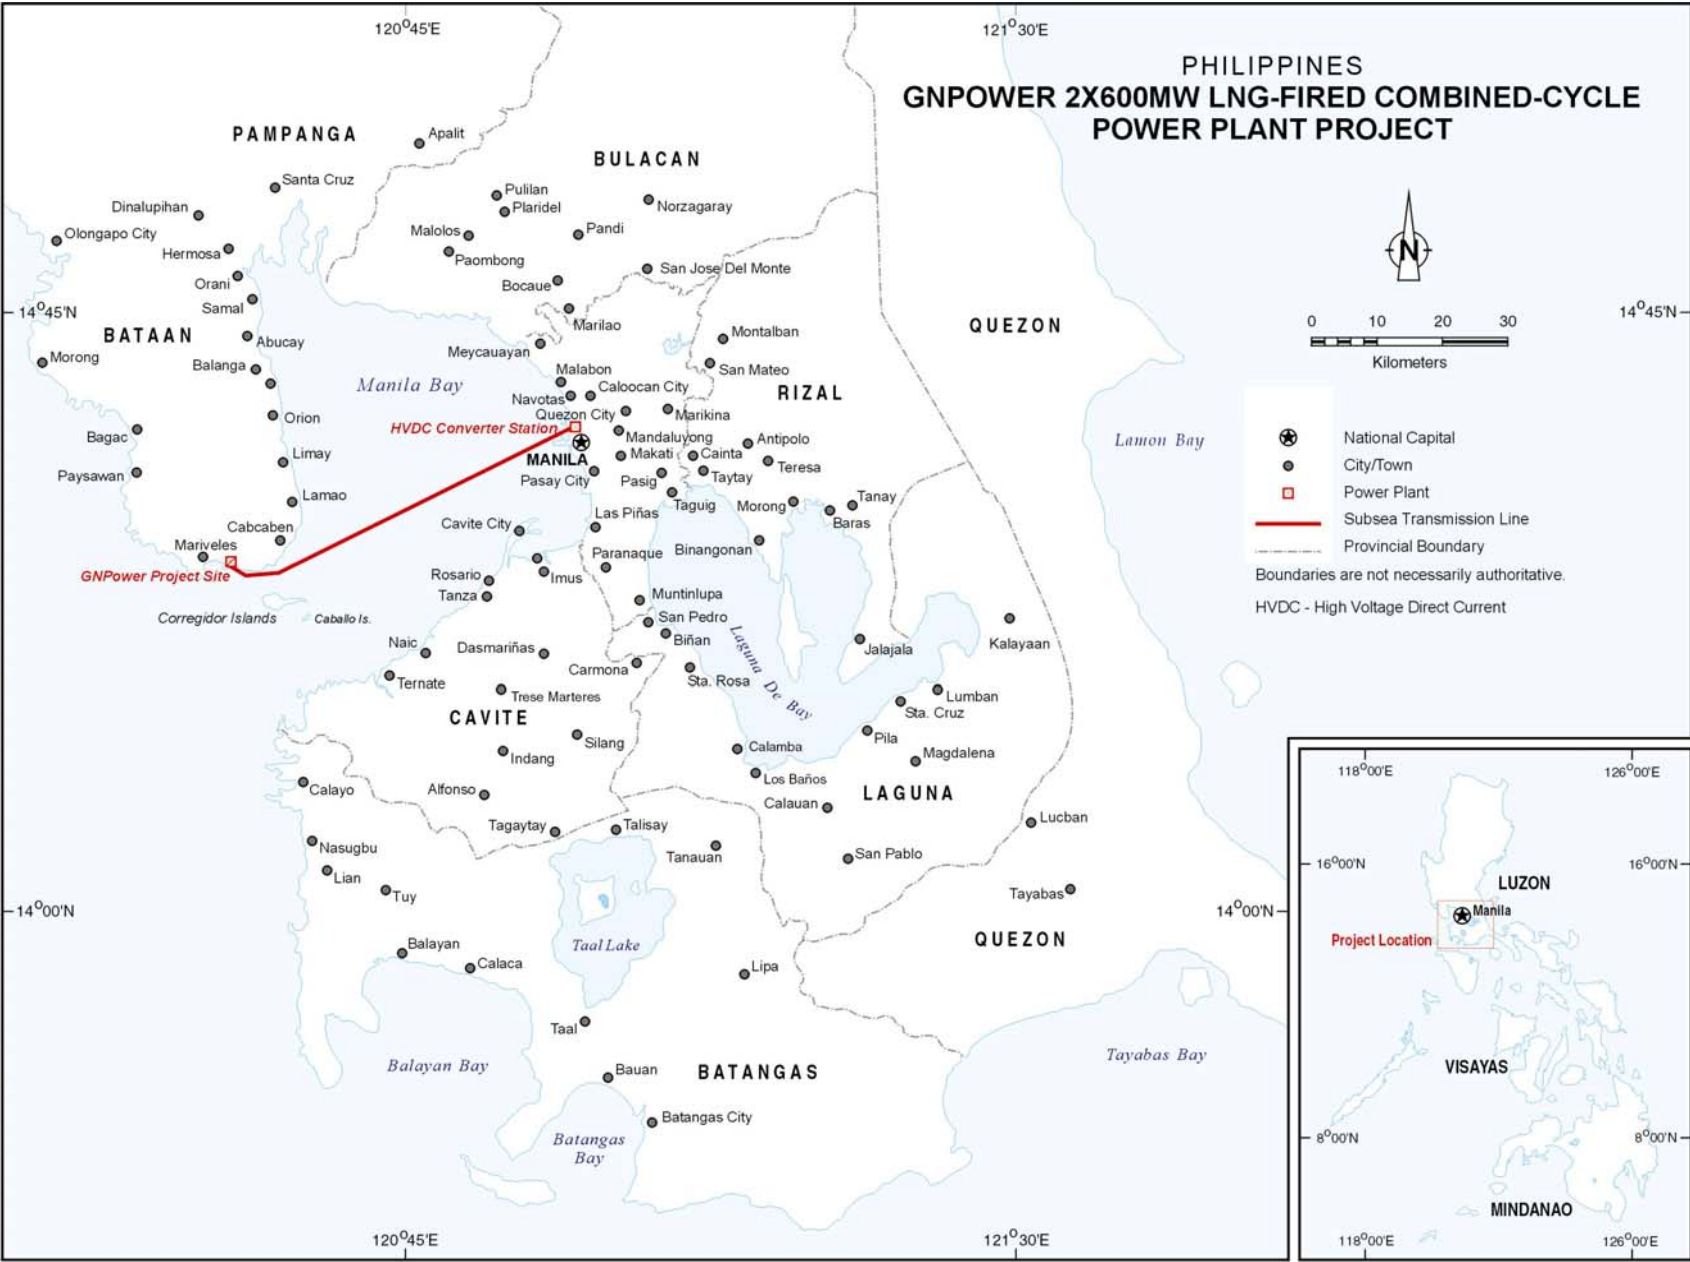 120°45'E
121°30'E
PHILIPPINES
GNPOWER 2X600MW LNG-FIRED COMBINED-CYCLE
POWER PLANT PROJECT
PAMPANGA
Apalit
BULACAN
Santa Cruz
Pulilan
Plaridel
Norzagaray
Dinalupihan
Olongapo City
Malolos
Pandi
Hermosa
Paombong
San Jose Del Monte
Orani
Bocaue
Samal
14°45'N
14°45'N
Marilao
QUEZON
0 10 20 30
Kilometers
N
BATAAN
Abucay
Montalban
Meycauayan
Morong
Balanga
Malabon
San Mateo
Manila Bay
Caloocan City
RIZAL
Navotas
Quezon City
Marikina
Orion
HVDC Converter Station
Bagac
Mandaluyong
Antipolo
Lamon Bay
National Capital
Limay
MANILA
Makati
Cainta
Teresa
City/Town
Paysawan
Pasay City
Pasig
Taytay
Power Plant
Lamao
Taguig
Morong
Tanay
Subsea Transmission Line
Cabcaben
Cavite City
Las Piñas
Baras
Mariveles
Paranaque
Binangonan
Provincial Boundary
GNPower Project Site
Rosario
Imus
Boundaries are not necessarily authoritative.
Tanza
Muntinlupa
HVDC - High Voltage Direct Current
Corregidor Islands
Caballo Is.
San Pedro
Naic
Dasmariñas
Biñan
Laguna De Bay
Jalajala
Kalayaan
Carmona
Ternate
Trese Marteres
Sta. Rosa
Lumban
CAVITE
Sta. Cruz
Silang
Pila
Indang
Calamba
Magdalena
Calayo
Alfonso
Los Baños
LAGUNA
Calauan
Tagaytay
Talisay
Lucban
Nasugbu
Tanauan
San Pablo
Lian
Tuy
Tayabas
14°00'N
14°00'N
Balayan
Taal Lake
QUEZON
Calaca
Lipa
Taal
Balayan Bay
Bauan
BATANGAS
Tayabas Bay
Batangas City
Batangas
Bay
120°45'E
121°30'E
118°00'E
126°00'E
16°00'N
16°00'N
LUZON
Manila
Project Location
VISAYAS
8°00'N
8°00'N
MINDANAO
118°00'E
126°00'E